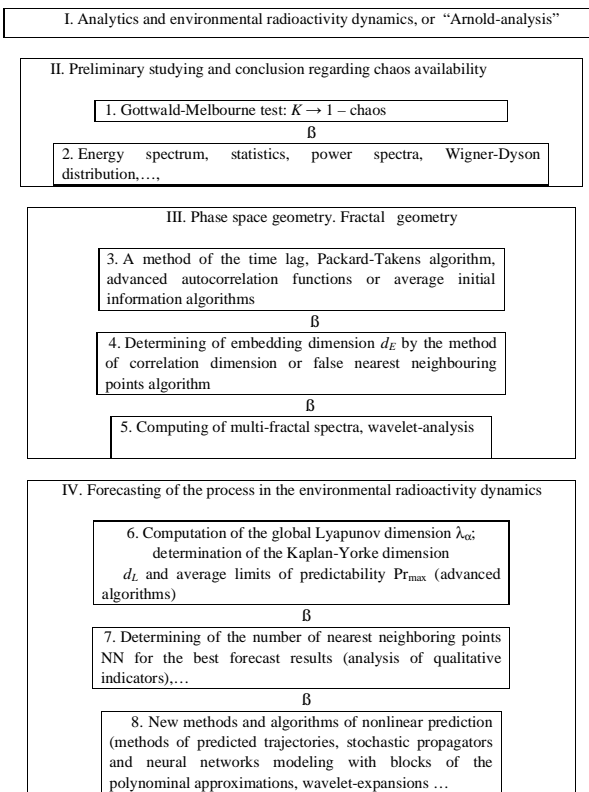 I. Analytics and environmental radioactivity dynamics, or “Arnold-analysis”
II. Preliminary studying and conclusion regarding chaos availability
1. Gottwald-Melbourne test: K → 1 – chaos
ß
2. Energy spectrum, statistics, power spectra, Wigner-Dyson
distribution,…,
III. Phase space geometry. Fractal geometry
3. A method of the time lag, Packard-Takens algorithm,
advanced autocorrelation functions or average initial
information algorithms
ß
4. Determining of embedding dimension dE by the method
of correlation dimension or false nearest neighbouring
points algorithm
ß
5. Computing of multi-fractal spectra, wavelet-analysis
IV. Forecasting of the process in the environmental radioactivity dynamics
6. Computation of the global Lyapunov dimension λα;
determination of the Kaplan-Yorke dimension
dL and average limits of predictability Prmax (advanced
algorithms)
ß
7. Determining of the number of nearest neighboring points
NN for the best forecast results (analysis of qualitative
indicators),…
ß
8. New methods and algorithms of nonlinear prediction
(methods of predicted trajectories, stochastic propagators
and neural networks modeling with blocks of the
polynominal approximations, wavelet-expansions …